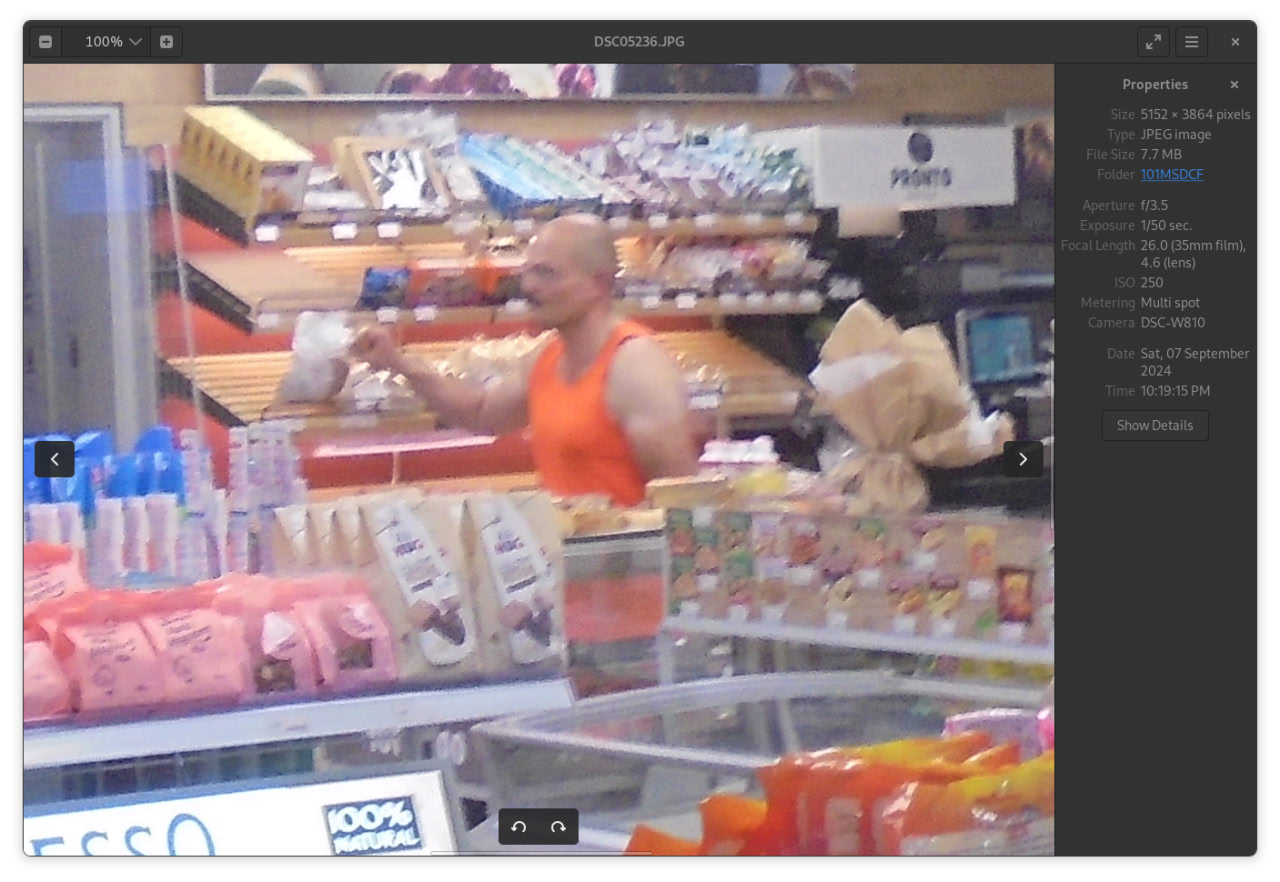 100%
DSC05236.JPG
Properties
Size 5152 × 3864 pixels
Type JPEG image
File Size 7.7 MB
Folder 101MSDCF
Aperture f/3.5
Exposure 1/50 sec.
Focal Length 26.0 (35mm film),
4.6 (lens)
ISO 250
Metering Multi spot
Camera DSC-W810
Date Sat, 07 September
2024
Time 10:19:15 PM
Show Details
PRONTO
ESSO
100%
NATURAL